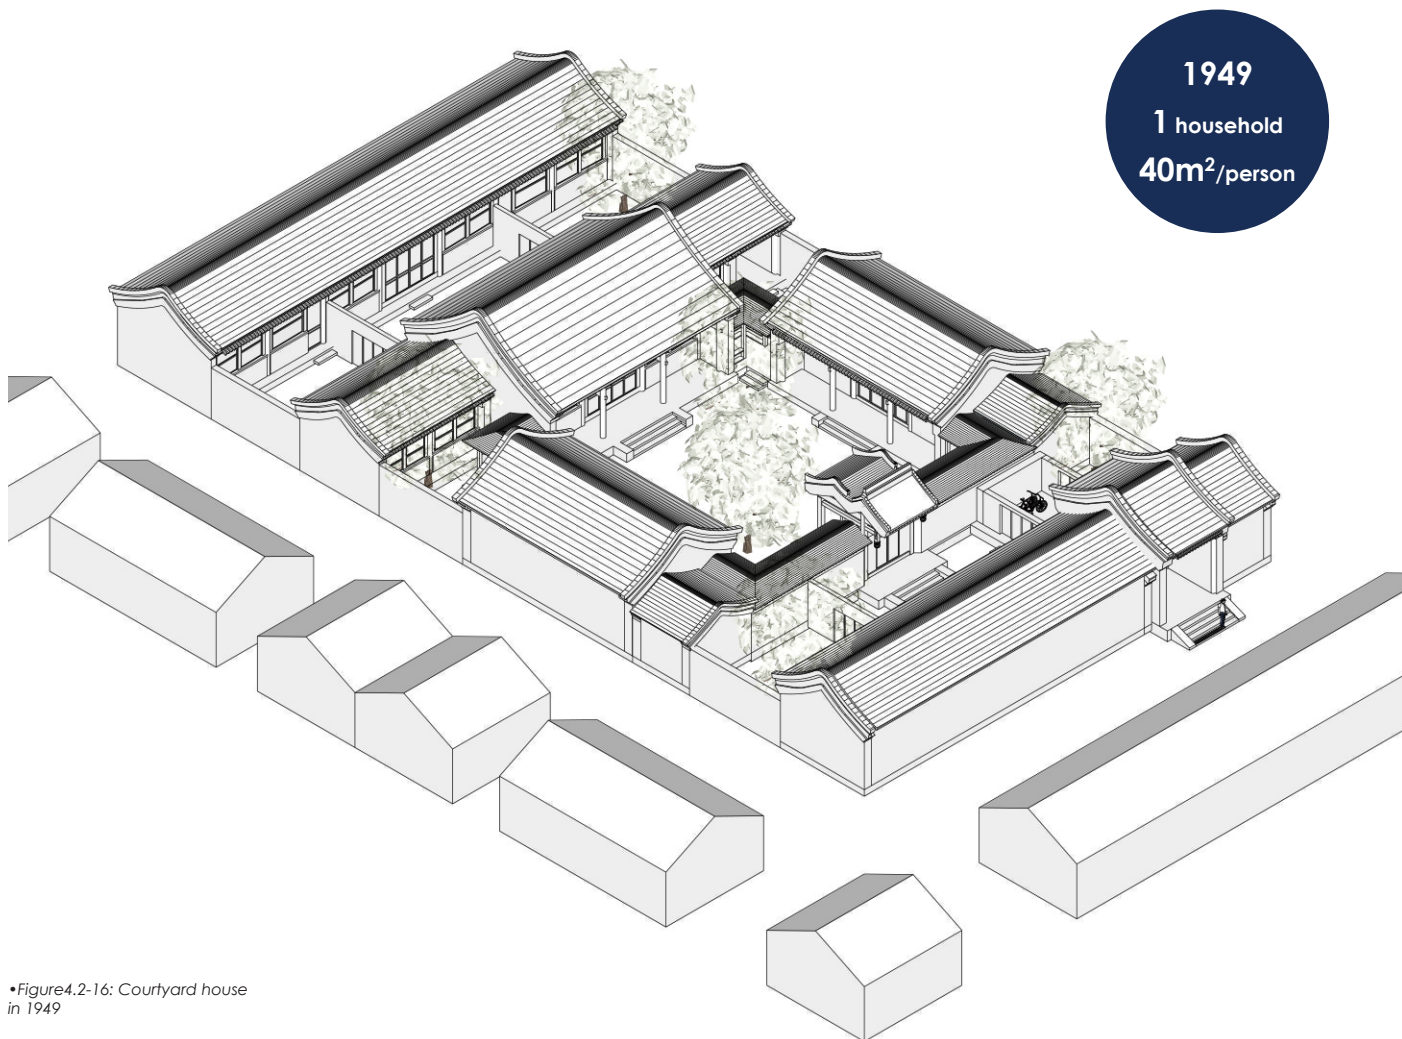 1949
1 household
40m²/person
•Figure4.2-16: Courtyard house
in 1949